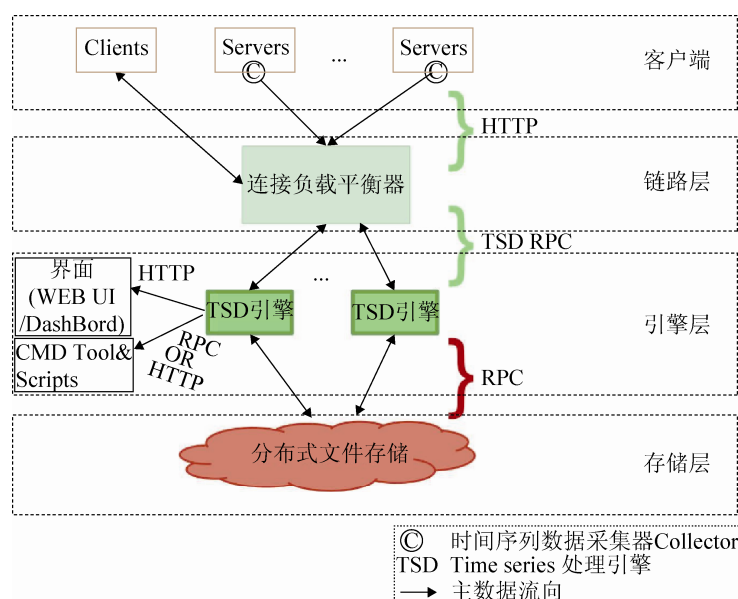 Clients
Servers
...
Servers
客户端
©
©
HTTP
连接负载平衡器
链路层
TSD RPC
界面
(WEB UI
/DashBord)
HTTP
...
TSD引擎
TSD引擎
引擎层
CMD Tool&
Scripts
RPC
OR
HTTP
RPC
分布式文件存储
存储层
© 时间序列数据采集器Collector
TSD Time series 处理引擎
主数据流向